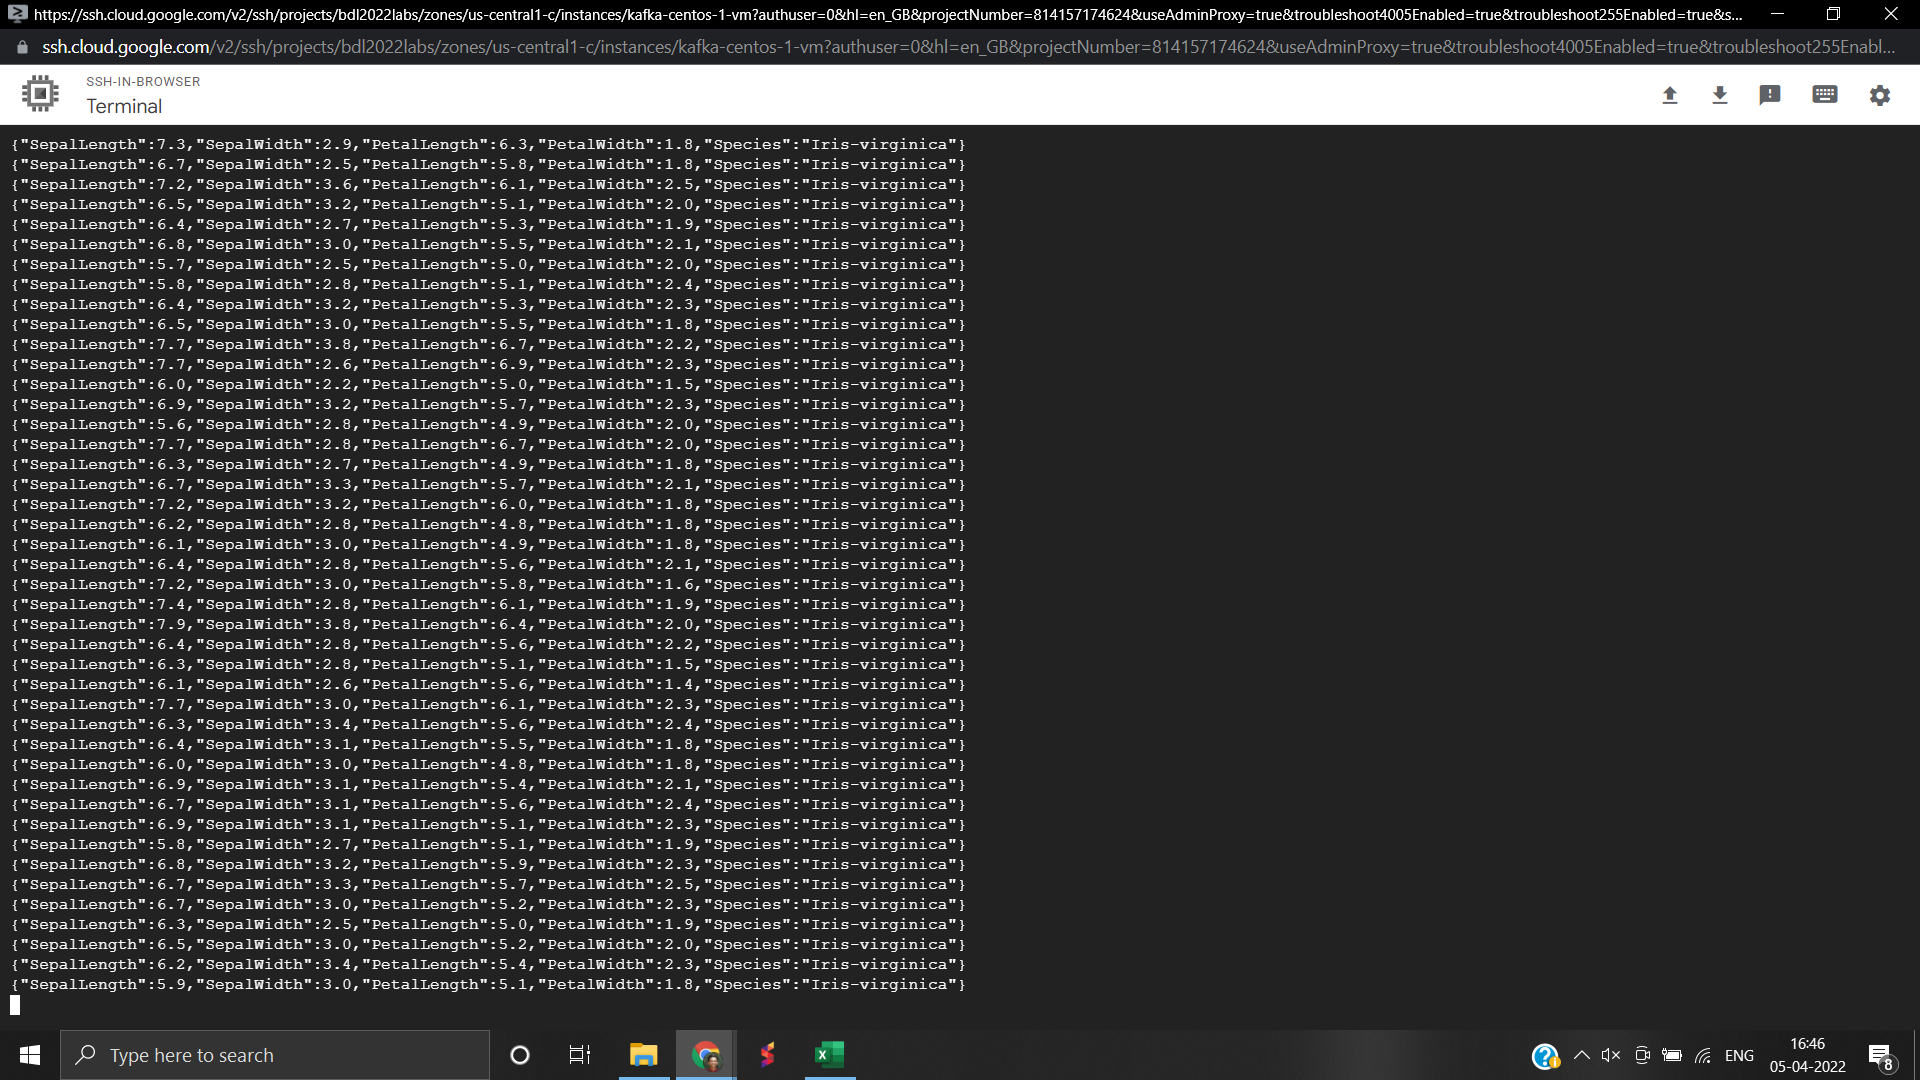 https://ssh.cloud.google.com/v2/ssh/projects/bdl2022labs/zones/us-central1-c/instances/kafka-centos-1-vm?authuser=0&hl=en_GB&projectNumber=814157174624&useAdminProxy=true&troubleshoot4005Enabled=true&troubleshoot255Enabled=true&s...
ssh.cloud.google.com/v2/ssh/projects/bdl2022labs/zones/us-central1-c/instances/kafka-centos-1-vm?authuser=0&hl=en_GB&projectNumber=814157174624&useAdminProxy=true&troubleshoot4005Enabled=true&troubleshoot255Enabl...
SSH-IN-BROWSER
Terminal
{"SepalLength":7.3,"SepalWidth":2.9,"PetalLength":6.3,"PetalWidth":1.8,"Species":"Iris-virginica"}
{"SepalLength":6.7,"SepalWidth":2.5,"PetalLength":5.8,"PetalWidth":1.8,"Species":"Iris-virginica"}
{"SepalLength":7.2,"SepalWidth":3.6,"PetalLength":6.1,"PetalWidth":2.5,"Species":"Iris-virginica"}
{"SepalLength":6.5,"SepalWidth":3.2,"PetalLength":5.1,"PetalWidth":2.0,"Species":"Iris-virginica"}
{"SepalLength":6.4,"SepalWidth":2.7,"PetalLength":5.3,"PetalWidth":1.9,"Species":"Iris-virginica"}
{"SepalLength":6.8,"SepalWidth":3.0,"PetalLength":5.5,"PetalWidth":2.1,"Species":"Iris-virginica"}
{"SepalLength":5.7,"SepalWidth":2.5,"PetalLength":5.0,"PetalWidth":2.0,"Species":"Iris-virginica"}
{"SepalLength":5.8,"SepalWidth":2.8,"PetalLength":5.1,"PetalWidth":2.4,"Species":"Iris-virginica"}
{"SepalLength":6.4,"SepalWidth":3.2,"PetalLength":5.3,"PetalWidth":2.3,"Species":"Iris-virginica"}
{"SepalLength":6.5,"SepalWidth":3.0,"PetalLength":5.5,"PetalWidth":1.8,"Species":"Iris-virginica"}
{"SepalLength":7.7,"SepalWidth":3.8,"PetalLength":6.7,"PetalWidth":2.2,"Species":"Iris-virginica"}
{"SepalLength":7.7,"SepalWidth":2.6,"PetalLength":6.9,"PetalWidth":2.3,"Species":"Iris-virginica"}
{"SepalLength":6.0,"SepalWidth":2.2,"PetalLength":5.0,"PetalWidth":1.5,"Species":"Iris-virginica"}
{"SepalLength":6.9,"SepalWidth":3.2,"PetalLength":5.7,"PetalWidth":2.3,"Species":"Iris-virginica"}
{"SepalLength":5.6,"SepalWidth":2.8,"PetalLength":4.9,"PetalWidth":2.0,"Species":"Iris-virginica"}
{"SepalLength":7.7,"SepalWidth":2.8,"PetalLength":6.7,"PetalWidth":2.0,"Species":"Iris-virginica"}
{"SepalLength":6.3,"SepalWidth":2.7,"PetalLength":4.9,"PetalWidth":1.8,"Species":"Iris-virginica"}
{"SepalLength":6.7,"SepalWidth":3.3,"PetalLength":5.7,"PetalWidth":2.1,"Species":"Iris-virginica"}
{"SepalLength":7.2,"SepalWidth":3.2,"PetalLength":6.0,"PetalWidth":1.8,"Species":"Iris-virginica"}
{"SepalLength":6.2,"SepalWidth":2.8,"PetalLength":4.8,"PetalWidth":1.8,"Species":"Iris-virginica"}
{"SepalLength":6.1,"SepalWidth":3.0,"PetalLength":4.9,"PetalWidth":1.8,"Species":"Iris-virginica"}
{"SepalLength":6.4,"SepalWidth":2.8,"PetalLength":5.6,"PetalWidth":2.1,"Species":"Iris-virginica"}
{"SepalLength":7.2,"SepalWidth":3.0,"PetalLength":5.8,"PetalWidth":1.6,"Species":"Iris-virginica"}
{"SepalLength":7.4,"SepalWidth":2.8,"PetalLength":6.1,"PetalWidth":1.9,"Species":"Iris-virginica"}
{"SepalLength":7.9,"SepalWidth":3.8,"PetalLength":6.4,"PetalWidth":2.0,"Species":"Iris-virginica"}
{"SepalLength":6.4,"SepalWidth":2.8,"PetalLength":5.6,"PetalWidth":2.2,"Species":"Iris-virginica"}
{"SepalLength":6.3,"SepalWidth":2.8,"PetalLength":5.1,"PetalWidth":1.5,"Species":"Iris-virginica"}
{"SepalLength":6.1,"SepalWidth":2.6,"PetalLength":5.6,"PetalWidth":1.4,"Species":"Iris-virginica"}
{"SepalLength":7.7,"SepalWidth":3.0,"PetalLength":6.1,"PetalWidth":2.3,"Species":"Iris-virginica"}
{"SepalLength":6.3,"SepalWidth":3.4,"PetalLength":5.6,"PetalWidth":2.4,"Species":"Iris-virginica"}
{"SepalLength":6.4,"SepalWidth":3.1,"PetalLength":5.5,"PetalWidth":1.8,"Species":"Iris-virginica"}
{"SepalLength":6.0,"SepalWidth":3.0,"PetalLength":4.8,"PetalWidth":1.8,"Species":"Iris-virginica"}
{"SepalLength":6.9,"SepalWidth":3.1,"PetalLength":5.4,"PetalWidth":2.1,"Species":"Iris-virginica"}
{"SepalLength":6.7,"SepalWidth":3.1,"PetalLength":5.6,"PetalWidth":2.4,"Species":"Iris-virginica"}
{"SepalLength":6.9,"SepalWidth":3.1,"PetalLength":5.1,"PetalWidth":2.3,"Species":"Iris-virginica"}
{"SepalLength":5.8,"SepalWidth":2.7,"PetalLength":5.1,"PetalWidth":1.9,"Species":"Iris-virginica"}
{"SepalLength":6.8,"SepalWidth":3.2,"PetalLength":5.9,"PetalWidth":2.3,"Species":"Iris-virginica"}
{"SepalLength":6.7,"SepalWidth":3.3,"PetalLength":5.7,"PetalWidth":2.5,"Species":"Iris-virginica"}
{"SepalLength":6.7,"SepalWidth":3.0,"PetalLength":5.2,"PetalWidth":2.3,"Species":"Iris-virginica"}
{"SepalLength":6.3,"SepalWidth":2.5,"PetalLength":5.0,"PetalWidth":1.9,"Species":"Iris-virginica"}
{"SepalLength":6.5,"SepalWidth":3.0,"PetalLength":5.2,"PetalWidth":2.0,"Species":"Iris-virginica"}
{"SepalLength":6.2,"SepalWidth":3.4,"PetalLength":5.4,"PetalWidth":2.3,"Species":"Iris-virginica"}
{"SepalLength":5.9,"SepalWidth":3.0,"PetalLength":5.1,"PetalWidth":1.8,"Species":"Iris-virginica"}
Type here to search
ENG
16:46
05-04-2022
8